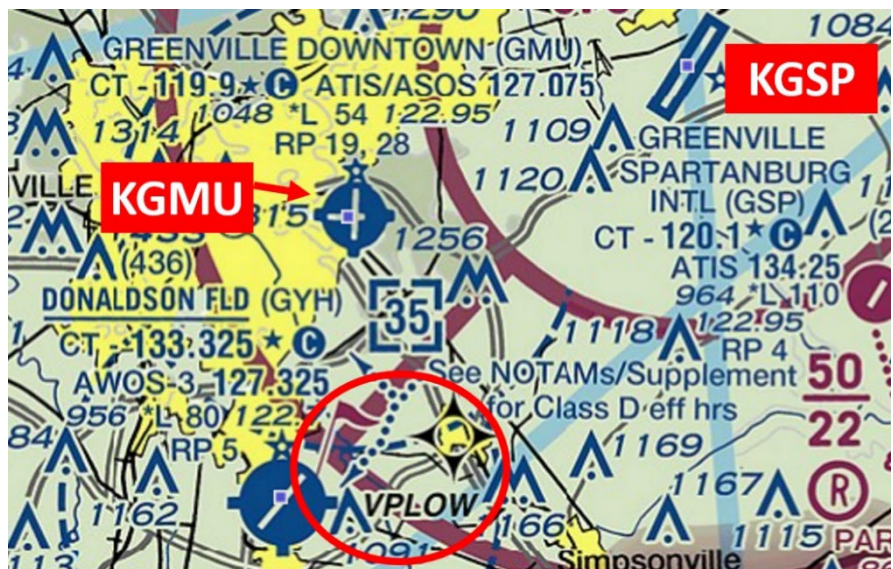 1290
1084
GREENVILLE DOWNTOWN (GMU)
CT - 119.9 ★ C ATIS/ASOS 127.075
1048 *L 54 122.95
RP 19, 28
1314
KGSP
1109
GREENVILLE
SPARTANBURG
INTL (GSP)
CT - 120.1 ★ C
ATIS 134.25
964 *L 110
122.95
RP 4
1120
VILLE
KGMU
1256
(436)
DONALDSON FLD (GYH)
CT - 133.325 ★ C
AWOS-3 127.325
956 *L 80
RP 5
35
1118
See NOTAMs/Supplement
for Class D eff hrs
50
22
1169
1162
VPLOW
1091
1167
R
1115
PAR
Simpsonville